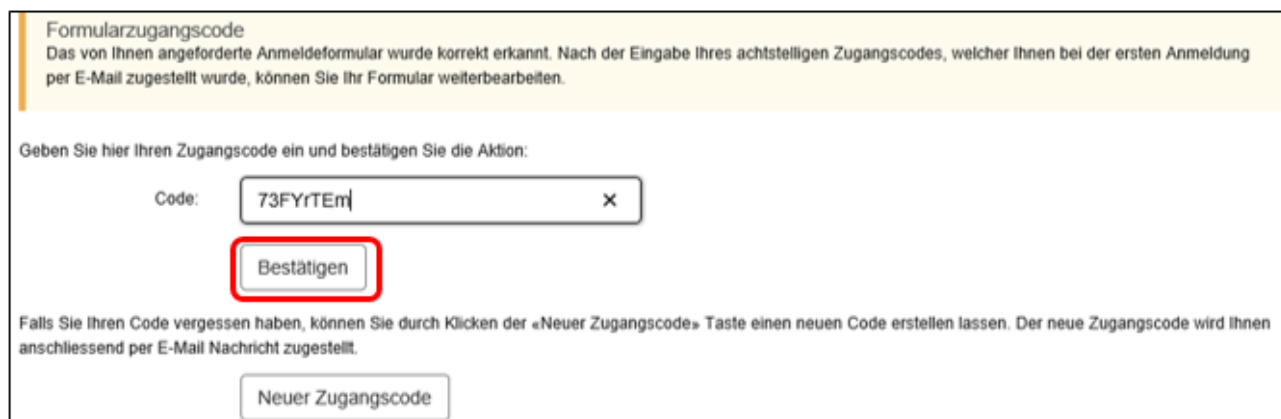 Formularzugangscode
Das von Ihnen angeforderte Anmeldeformular wurde korrekt erkannt. Nach der Eingabe Ihres achtstelligen Zugangscodes, welcher Ihnen bei der ersten Anmeldung
per E-Mail zugestellt wurde, können Sie Ihr Formular weiterbearbeiten.
Geben Sie hier Ihren Zugangscode ein und bestätigen Sie die Aktion:
Code: 73FYrTEm ×
Bestätigen
Falls Sie Ihren Code vergessen haben, können Sie durch Klicken der «Neuer Zugangscode» Taste einen neuen Code erstellen lassen. Der neue Zugangscode wird Ihnen
anschliessend per E-Mail Nachricht zugestellt.
Neuer Zugangscode